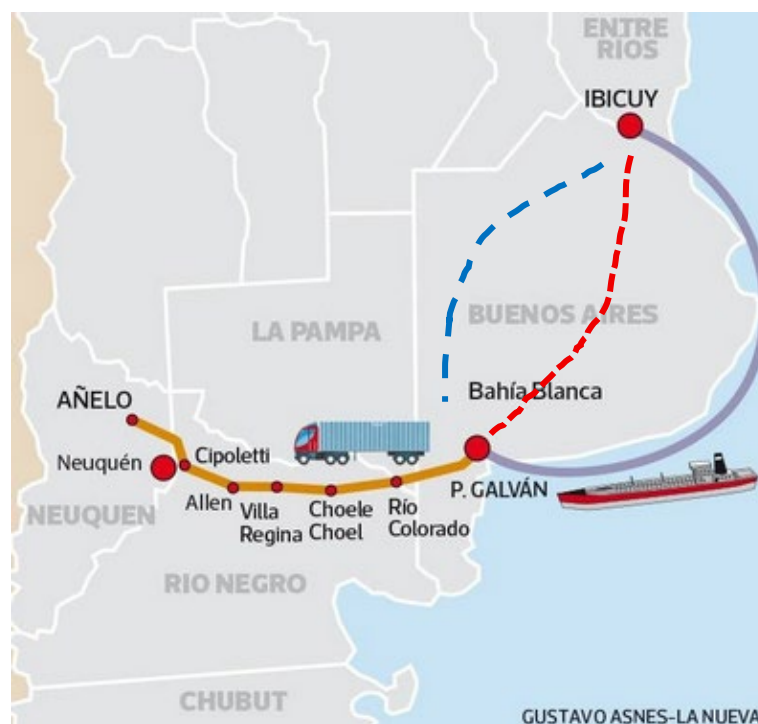 ENTRE
RÍOS
IBICUY
LA PAMPA
BUENOS AIRES
Bahía Blanca
AÑELO
Cipoletti
Neuquén
P. GALVÁN
Allen
Villa
Regina
Choele
Choel
Río
Colorado
NEUQUEN
RIO NEGRO
CHUBUT
GUSTAVO ASNES-LA NUEVA